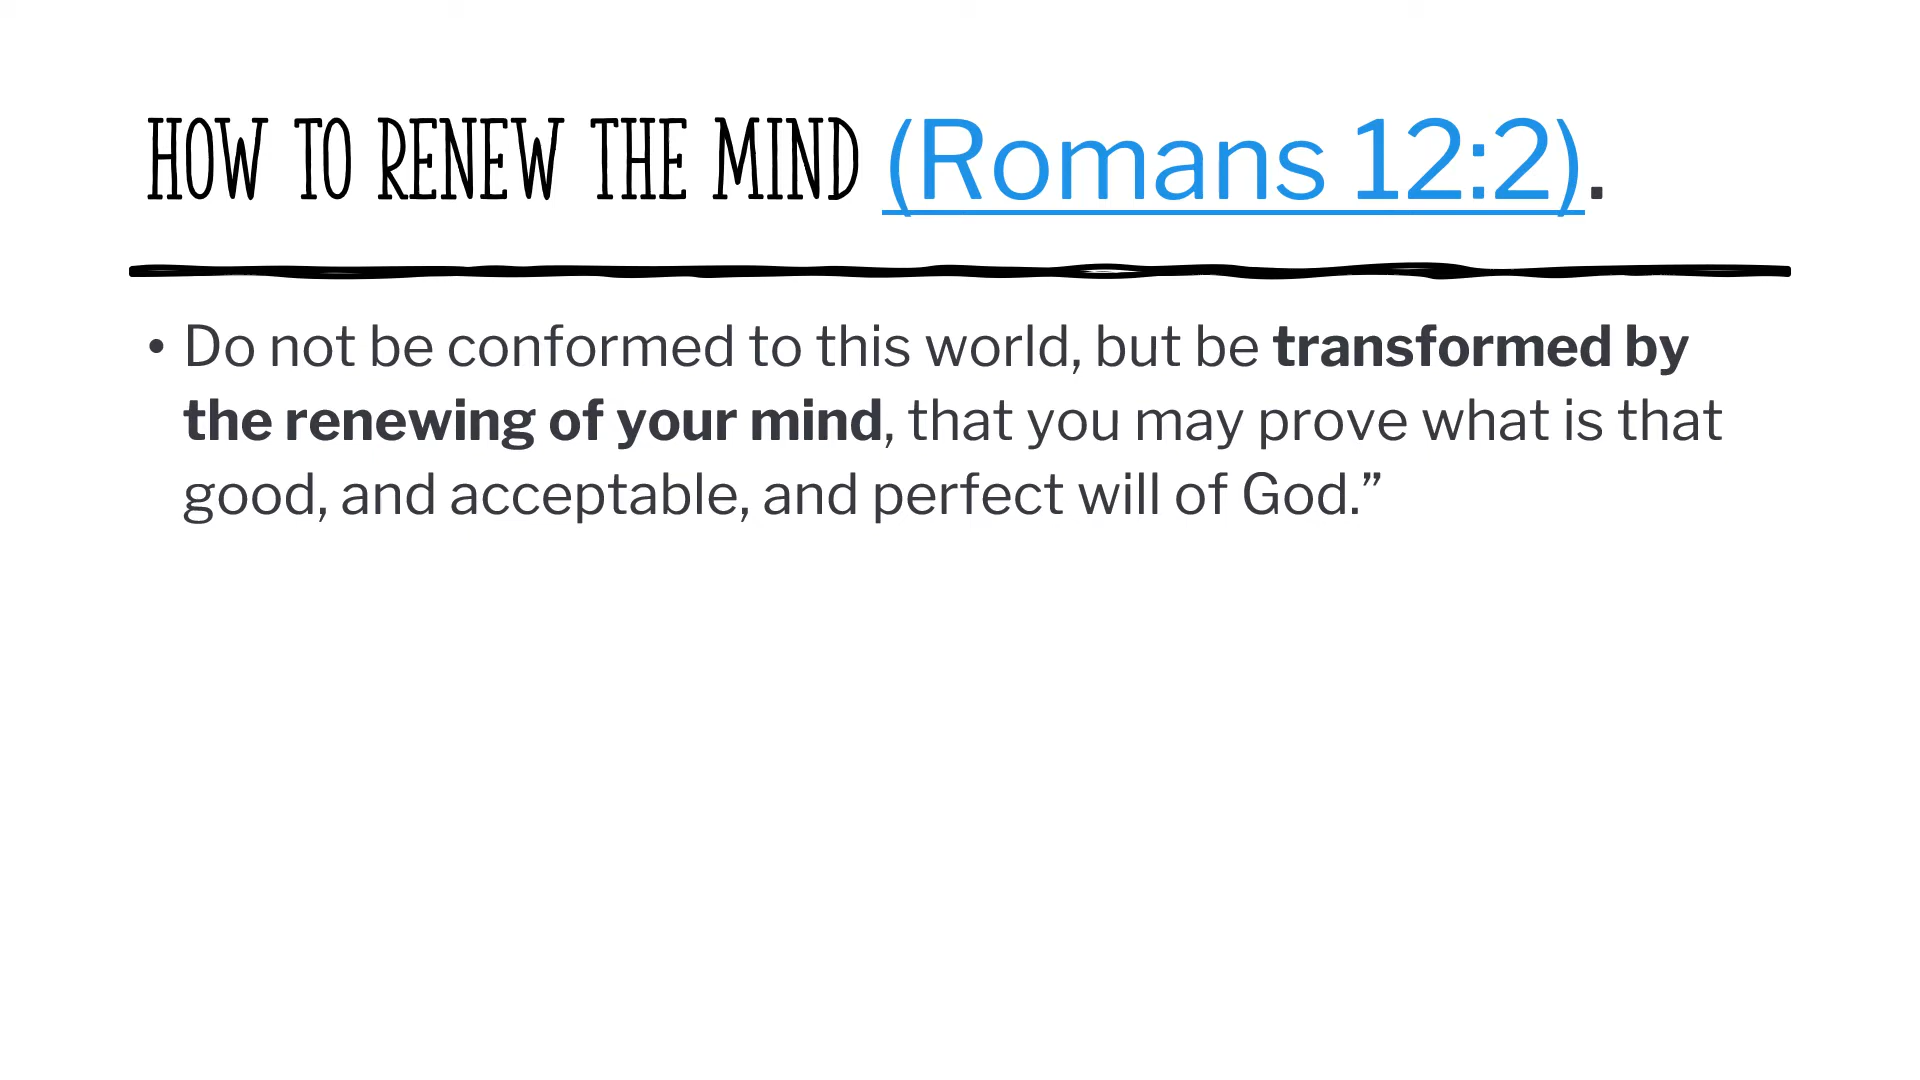 HOW TO RENEW THE MIND (Romans 12:2).
• Do not be conformed to this world, but be transformed by
the renewing of your mind, that you may prove what is that
good, and acceptable, and perfect will of God.”